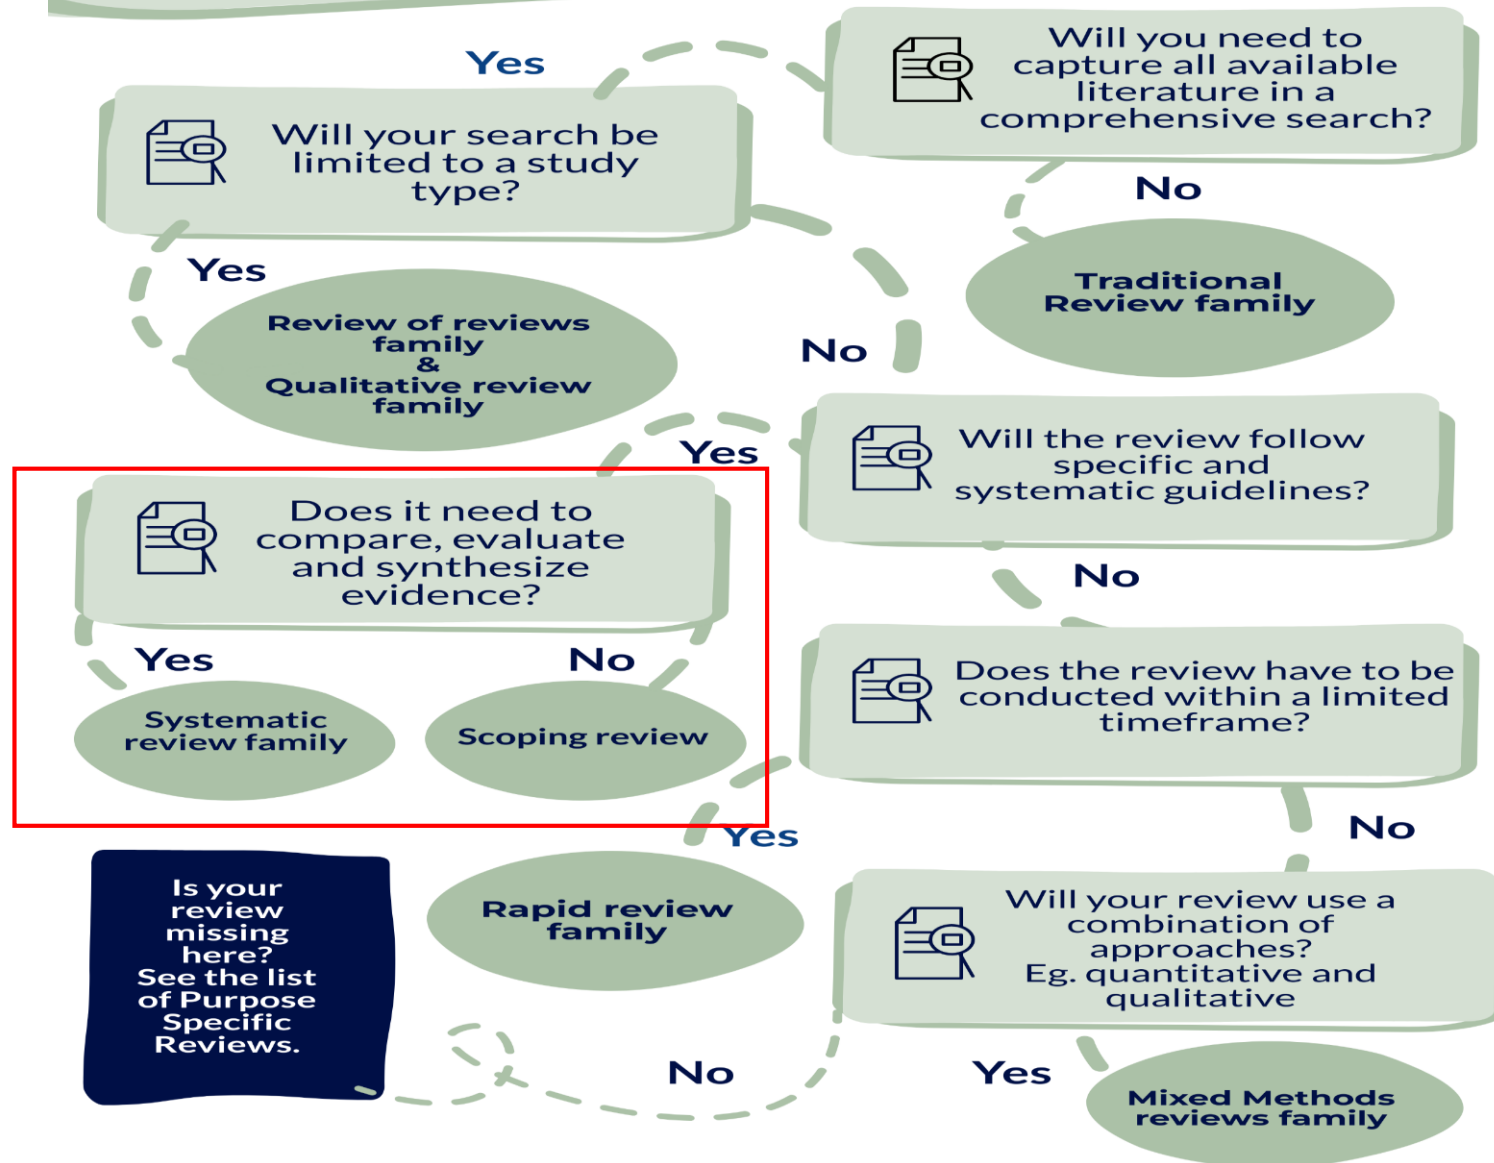 Will you need to
capture all available
literature in a
comprehensive search?
Yes
Will your search be
limited to a study
type?
No
Traditional
Review family
Yes
Review of reviews
family
&
Qualitative review
family
No
Will the review follow
specific and
systematic guidelines?
Yes
Does it need to
compare, evaluate
and synthesize
evidence?
Yes
No
Systematic
review family
Scoping review
No
Does the review have to be
conducted within a limited
timeframe?
Yes
Rapid review
family
No
Will your review use a
combination of
approaches?
Eg. quantitative and
qualitative
Is your
review
missing
here?
See the list
of Purpose
Specific
Reviews.
No
Yes
Mixed Methods
reviews family